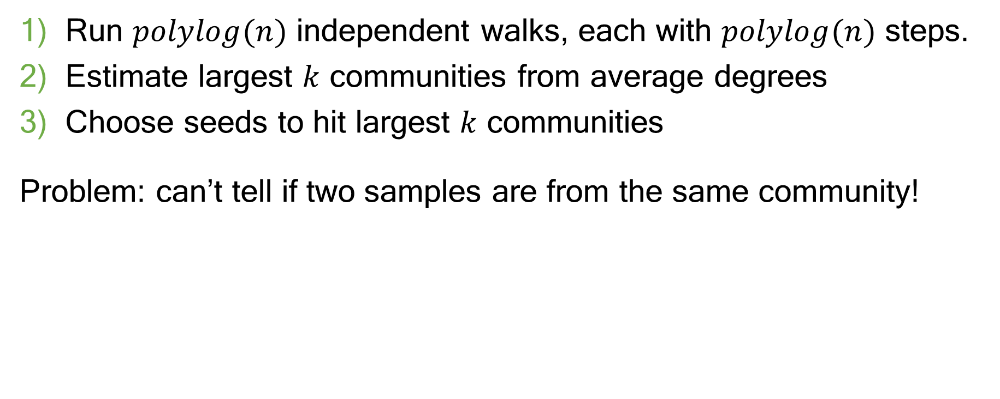 1) Run polylog(n) independent walks, each with polylog(n) steps.
2) Estimate largest k communities from average degrees
3) Choose seeds to hit largest k communities
Problem: can’t tell if two samples are from the same community!